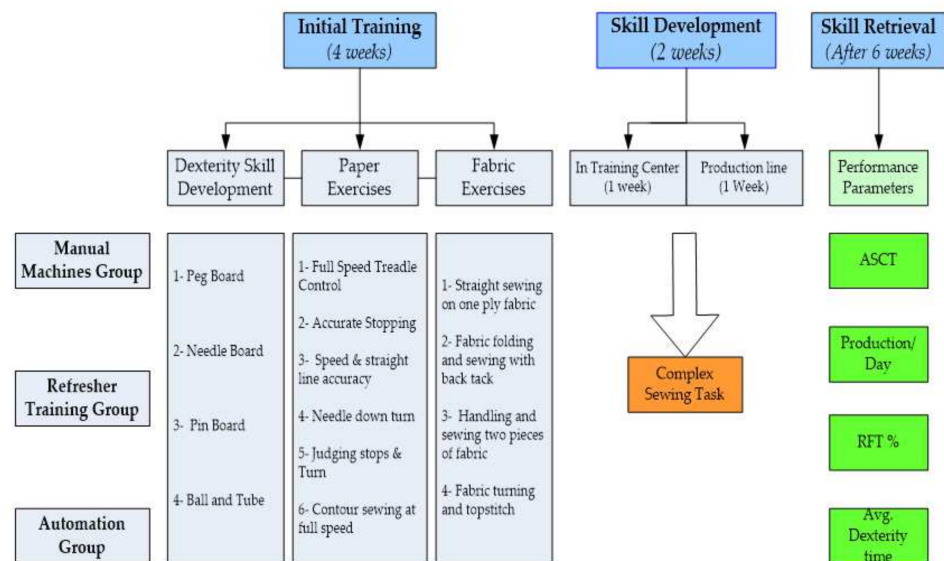 Initial Training
(4 weeks)
Skill Development
(2 weeks)
Skill Retrieval
(After 6 weeks)
Dexterity Skill
Development
Paper
Exercises
Fabric
Exercises
In Training Center
(1 week)
Production line
(1 Week)
Performance
Parameters
Manual
Machines Group
Refresher
Training Group
Automation
Group
1- Peg Board
2- Needle Board
3- Pin Board
4- Ball and Tube
1- Full Speed Treadle
Control
2- Accurate Stopping
3- Speed & straight
line accuracy
4- Needle down turn
5- Judging stops &
Turn
6- Contour sewing at
full speed
1- Straight sewing
on one ply fabric
2- Fabric folding
and sewing with
back tack
3- Handling and
sewing two pieces
of fabric
4- Fabric turning
and topstitch
Complex
Sewing Task
ASCT
Production/
Day
RFT %
Avg.
Dexterity
time